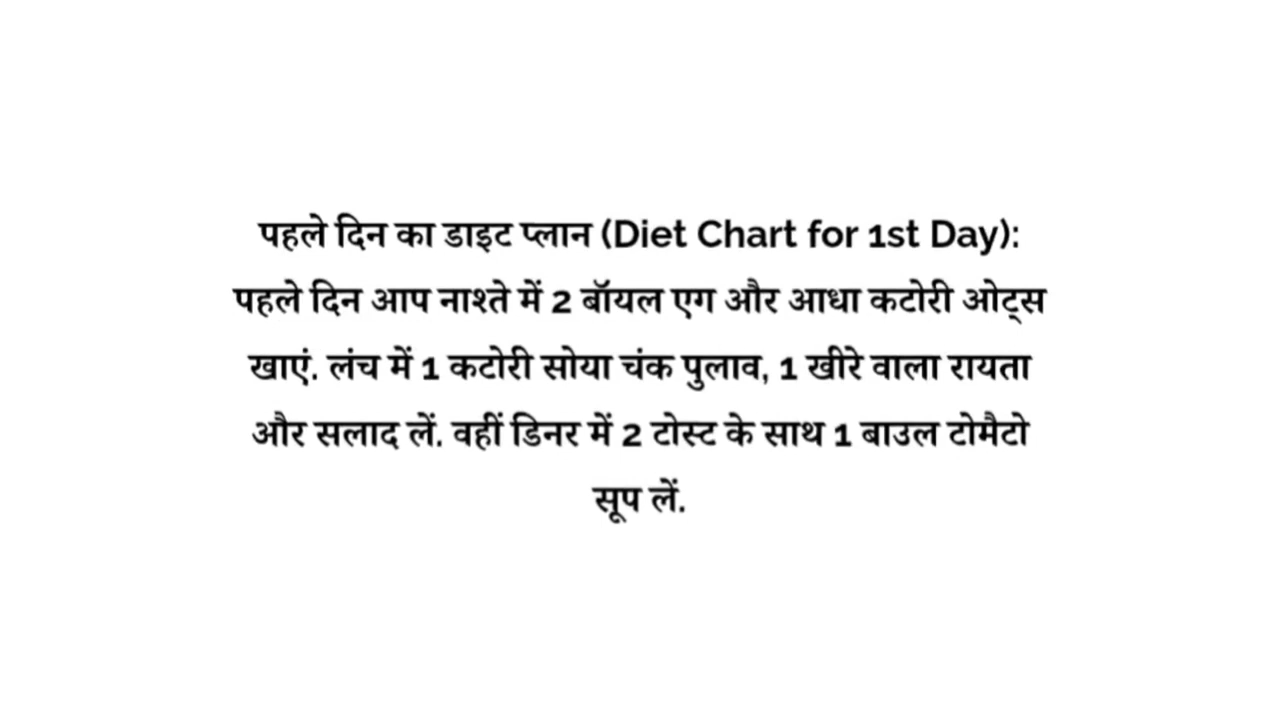 पहले दिन का डाइट प्लान (Diet Chart for 1st Day):
पहले दिन आप नाश्ते में 2 बॉयल एग और आधा कटोरी ओट्स
खाएं. लंच में 1 कटोरी सोया चंक पुलाव, 1 खीरे वाला रायता
और सलाद लें. वहीं डिनर में 2 टोस्ट के साथ 1 बाउल टोमैटो
सूप लें.